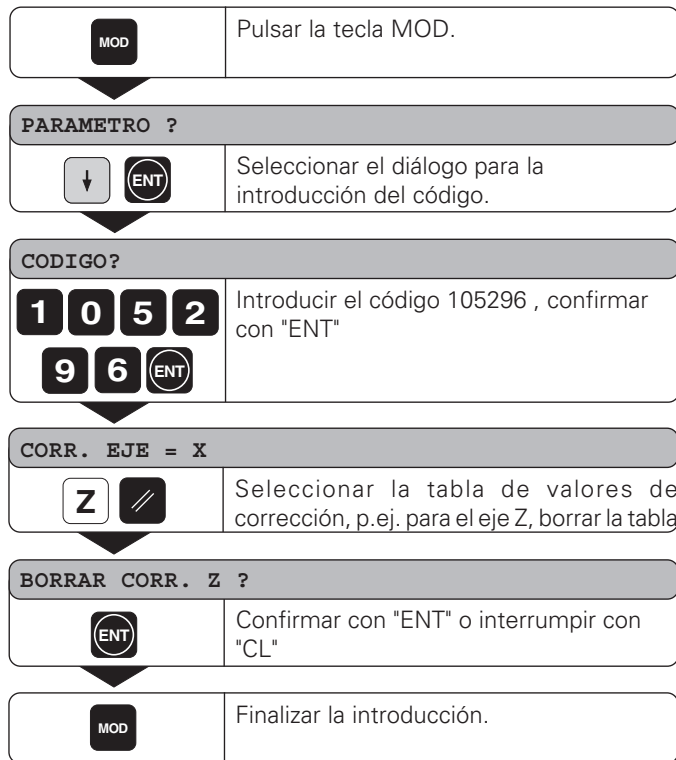 MOD
Pulsar la tecla MOD.
PARAMETRO ?
ENT
Seleccionar el diálogo para la
introducción del código.
CODIGO?
1 0 5 2
9 6 ENT
Introducir el código 105296 , confirmar
con "ENT"
CORR. EJE = X
Z
Seleccionar la tabla de valores de
corrección, p.ej. para el eje Z, borrar la tabla
BORRAR CORR. Z ?
ENT
Confirmar con "ENT" o interrumpir con
"CL"
MOD
Finalizar la introducción.